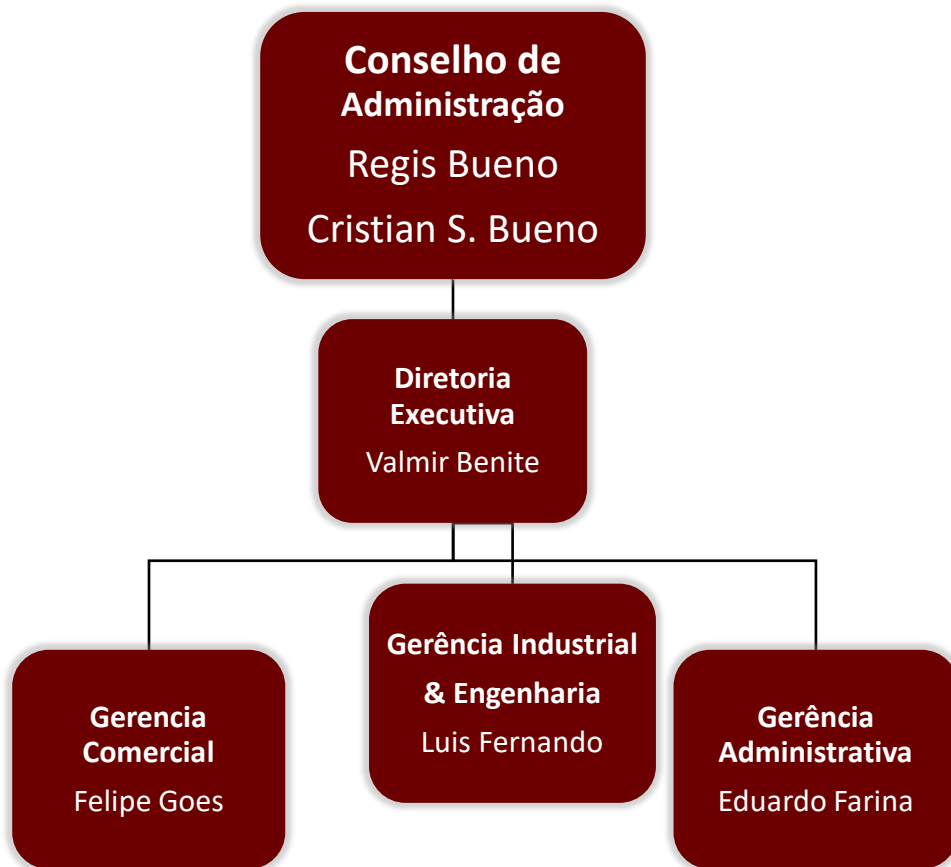 Conselho de
Administração
Regis Bueno
Cristian S. Bueno
Diretoria
Executiva
Valmir Benite
Gerencia
Comercial
Felipe Goes
Gerência Industrial
& Engenharia
Luis Fernando
Gerência
Administrativa
Eduardo Farina